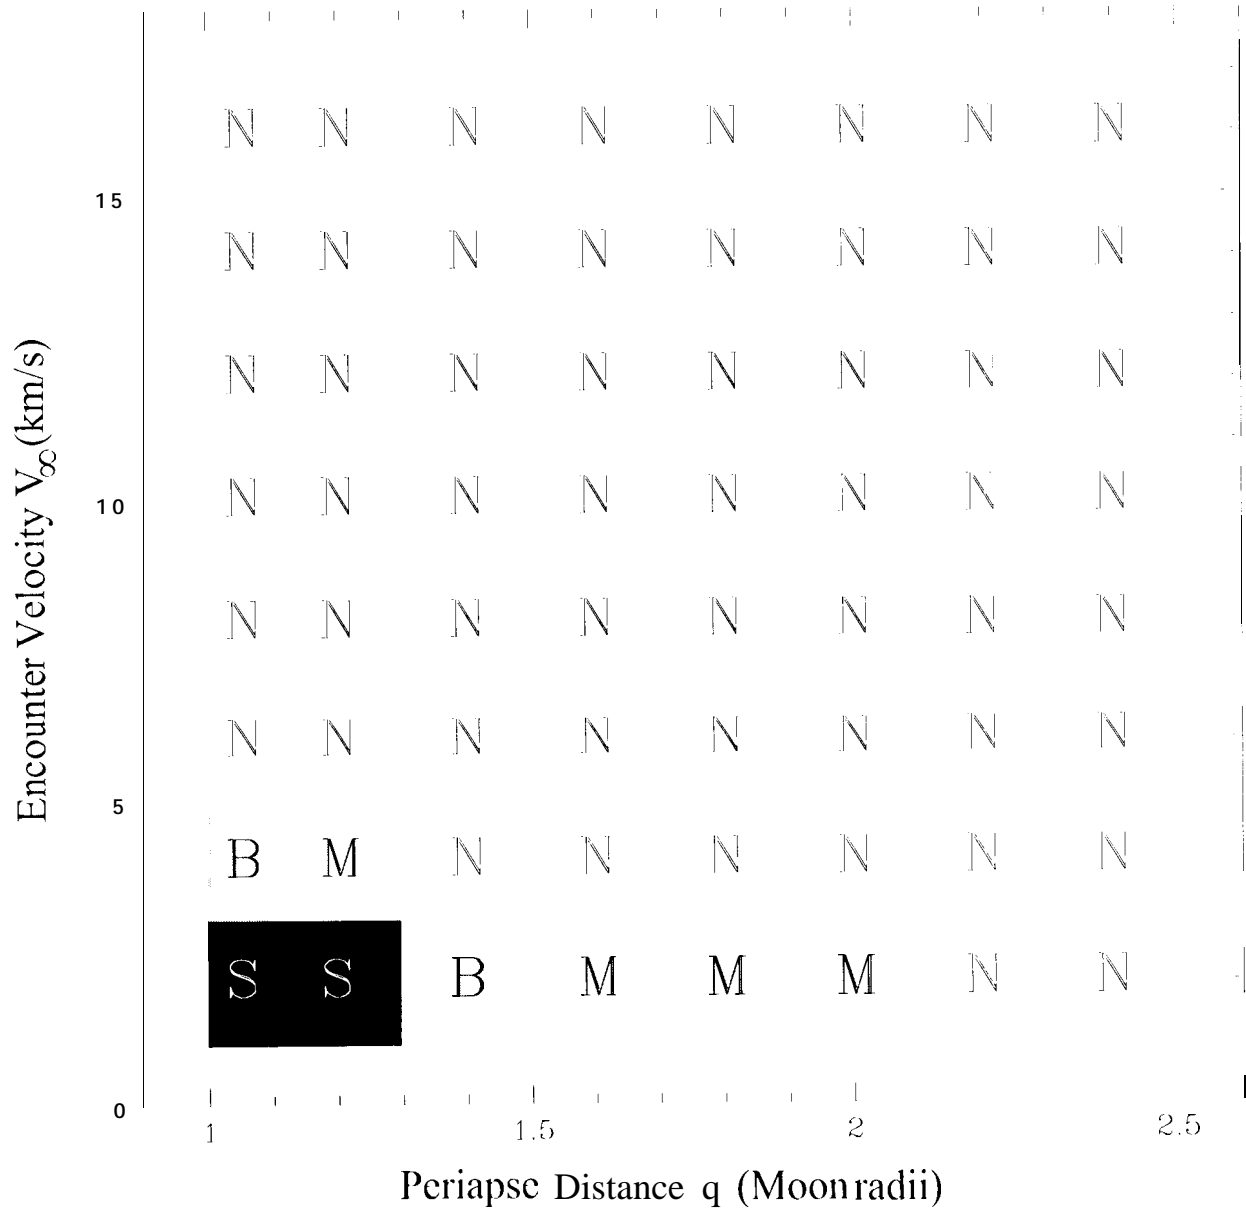 N N N N N N N N
15
N N N N N N N N
N N N N N N N N
10
N N N N N N N N
N N N N N N N N
N N N N N N N N
5
B M N N N N N N
S S B M M M N N
0
1 1.5 2 2.5
Encounter Velocity V∞(km/s)
Periapse Distance q (Moon radii)